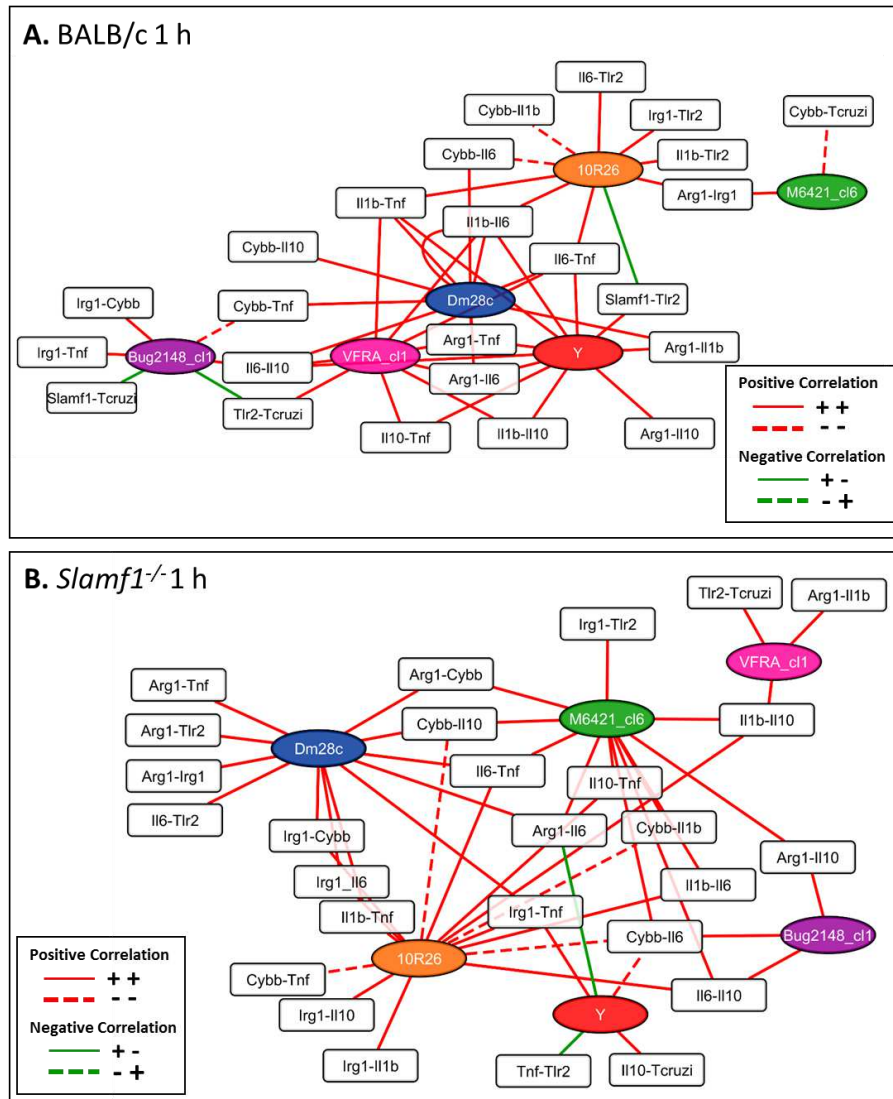 A. BALB/c 1 h
Il6-Tlr2
Cybb-Il1b
Cybb-Tcruzi
Irg1-Tlr2
Cybb-Il6
10R26
Il1b-Tlr2
Arg1-Irg1
M6421_cl6
Il1b-Tnf
Il1b-Il6
Cybb-Il10
Il6-Tnf
Irg1-Cybb
Cybb-Tnf
Dm28c
Slamf1-Tlr2
Irg1-Tnf
Bug2148_cl1
Il6-Il10
VFRA_cl1
Arg1-Tnf
Y
Arg1-Il1b
Slamf1-Tcruzi
Tlr2-Tcruzi
Arg1-Il6
Il10-Tnf
Il1b-Il10
Arg1-Il10
Positive Correlation
+ +
- -
Negative Correlation
+ -
- +
B. Slamf1-/- 1 h
Tlr2-Tcruzi
Arg1-Il1b
Irg1-Tlr2
VFRA_cl1
Arg1-Tnf
Arg1-Cybb
Arg1-Tlr2
Cybb-Il10
M6421_cl6
Il1b-Il10
Dm28c
Arg1-Irg1
Il6-Tnf
Il10-Tnf
Il6-Tlr2
Irg1-Cybb
Arg1-Il6
Cybb-Il1b
Arg1-Il10
Irg1_Il6
Il1b-Il6
Il1b-Tnf
Irg1-Tnf
Cybb-Il6
Bug2148_cl1
10R26
Cybb-Tnf
Il6-Il10
Irg1-Il10
Y
Irg1-Il1b
Tnf-Tlr2
Il10-Tcruzi
Positive Correlation
+ +
- -
Negative Correlation
+ -
- +